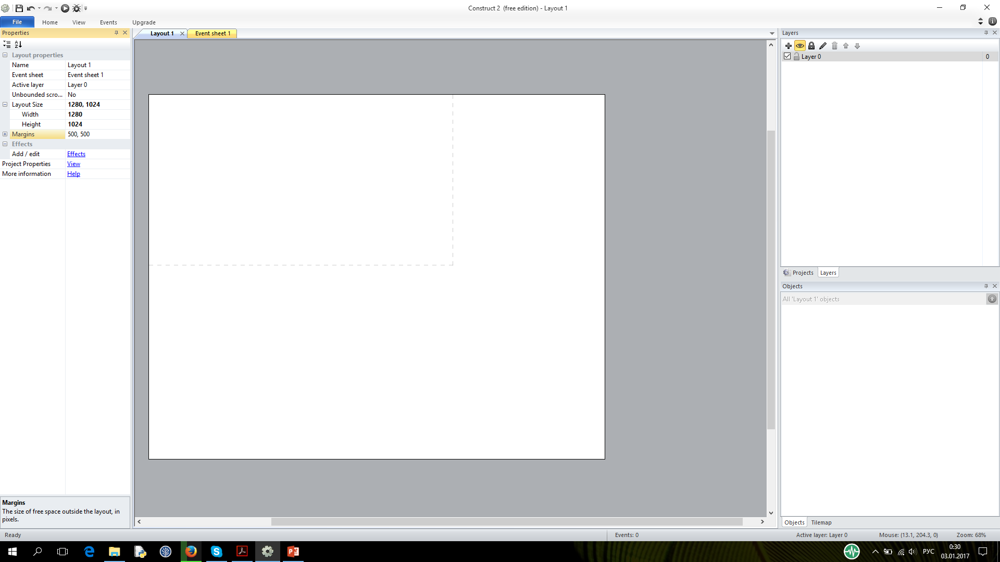 Construct 2  (free edition) - Layout 1
File
Home
View
Events
Upgrade
Properties
Layout properties
Name
Layout 1
Event sheet
Event sheet 1
Active layer
Layer 0
Unbounded scro...
No
Layout Size
1280, 1024
Width
1280
Height
1024
Margins
500, 500
Effects
Add / edit
Effects
Project Properties
View
More information
Help
Margins
The size of free space outside the layout, in
pixels.
Layout 1
Event sheet 1
Layers
Layer 0
0
Projects
Layers
Objects
All 'Layout 1' objects
Objects
Tilemap
Ready
Events: 0
Active layer: Layer 0
Mouse: (13.1, 204.3, 0)
Zoom: 68%
РУС
0:30
03.01.2017